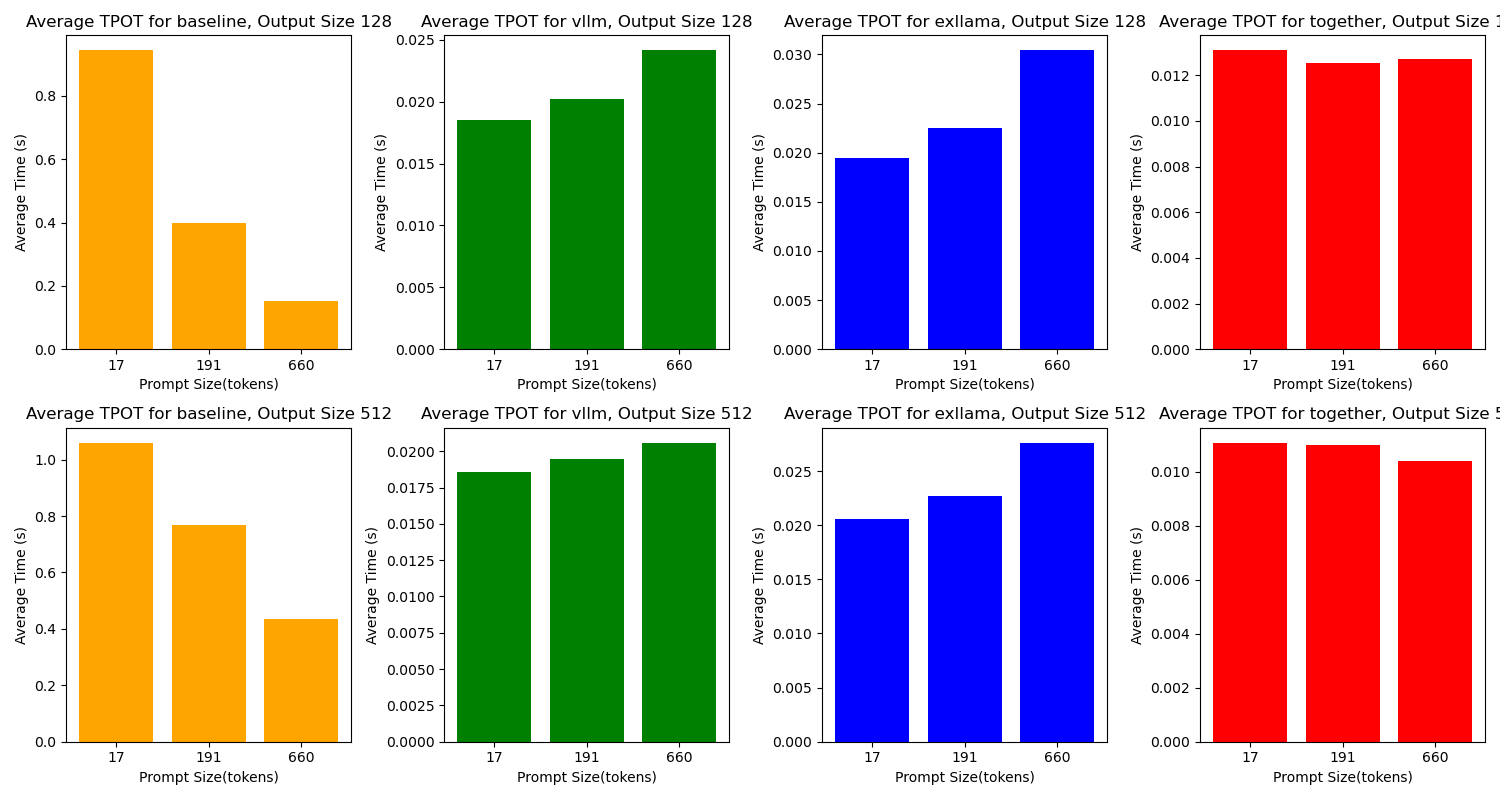 Average TPOT for baseline, Output Size 128
0.8
0.6
0.4
0.2
0.0
Average Time (s)
17 191 660
Prompt Size(tokens)
Average TPOT for vllm, Output Size 128
0.025
0.020
0.015
0.010
0.005
0.000
Average Time (s)
17 191 660
Prompt Size(tokens)
Average TPOT for exllama, Output Size 128
0.030
0.025
0.020
0.015
0.010
0.005
0.000
Average Time (s)
17 191 660
Prompt Size(tokens)
Average TPOT for together, Output Size
0.012
0.010
0.008
0.006
0.004
0.002
0.000
Average Time (s)
17 191 660
Prompt Size(tokens)
Average TPOT for baseline, Output Size 512
1.0
0.8
0.6
0.4
0.2
0.0
Average Time (s)
17 191 660
Prompt Size(tokens)
Average TPOT for vllm, Output Size 512
0.0200
0.0175
0.0150
0.0125
0.0100
0.0075
0.0050
0.0025
0.0000
Average Time (s)
17 191 660
Prompt Size(tokens)
Average TPOT for exllama, Output Size 512
0.025
0.020
0.015
0.010
0.005
0.000
Average Time (s)
17 191 660
Prompt Size(tokens)
Average TPOT for together, Output Size
0.010
0.008
0.006
0.004
0.002
0.000
Average Time (s)
17 191 660
Prompt Size(tokens)